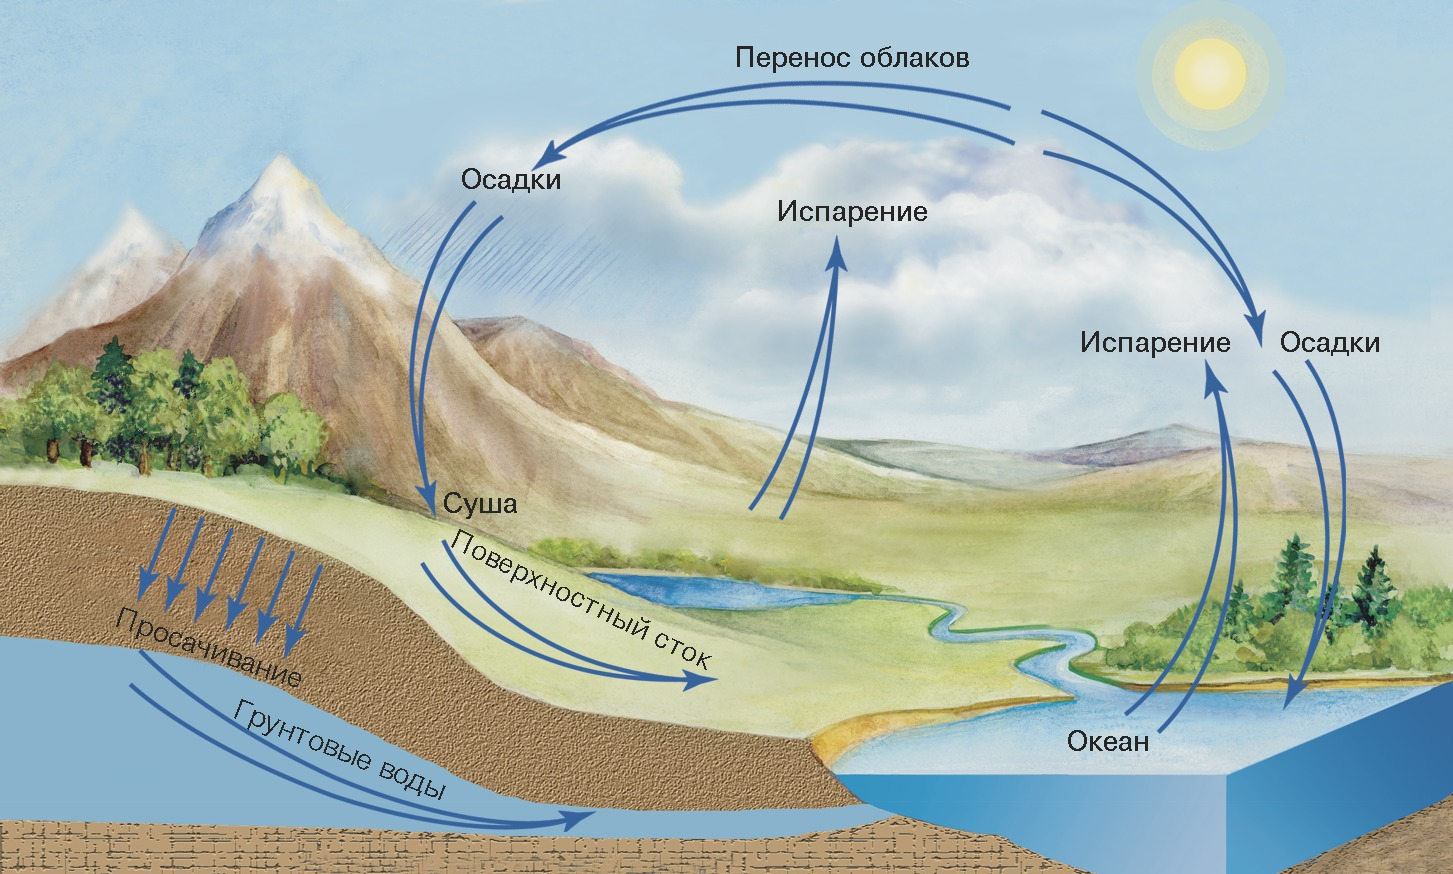 Перенос облаков
Осадки
Испарение
Испарение
Осадки
Суша
Поверхностный сток
Просачивание
Грунтовые воды
Океан